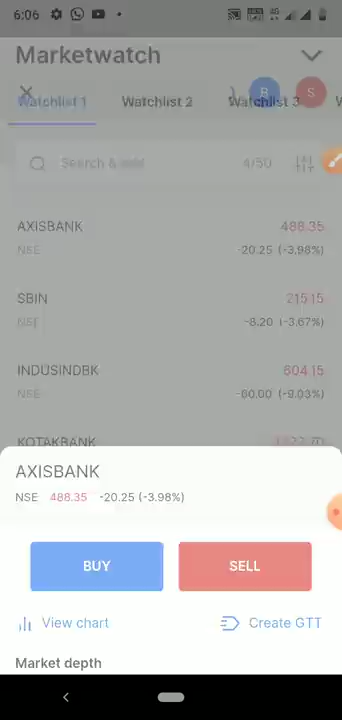 6:06
Marketwatch
B S
Watchlist 1 Watchlist 2 Watchlist 3 W
Search & add 4/50
AXISBANK 488.35
NSE -20.25 (-3.98%)
SBIN 215.15
NSE -8.20 (-3.67%)
INDUSINDBK 604.15
NSE -60.00 (-9.03%)
KOTAKBANK
AXISBANK
NSE 488.35 -20.25 (-3.98%)
BUY SELL
View chart Create GTT
Market depth